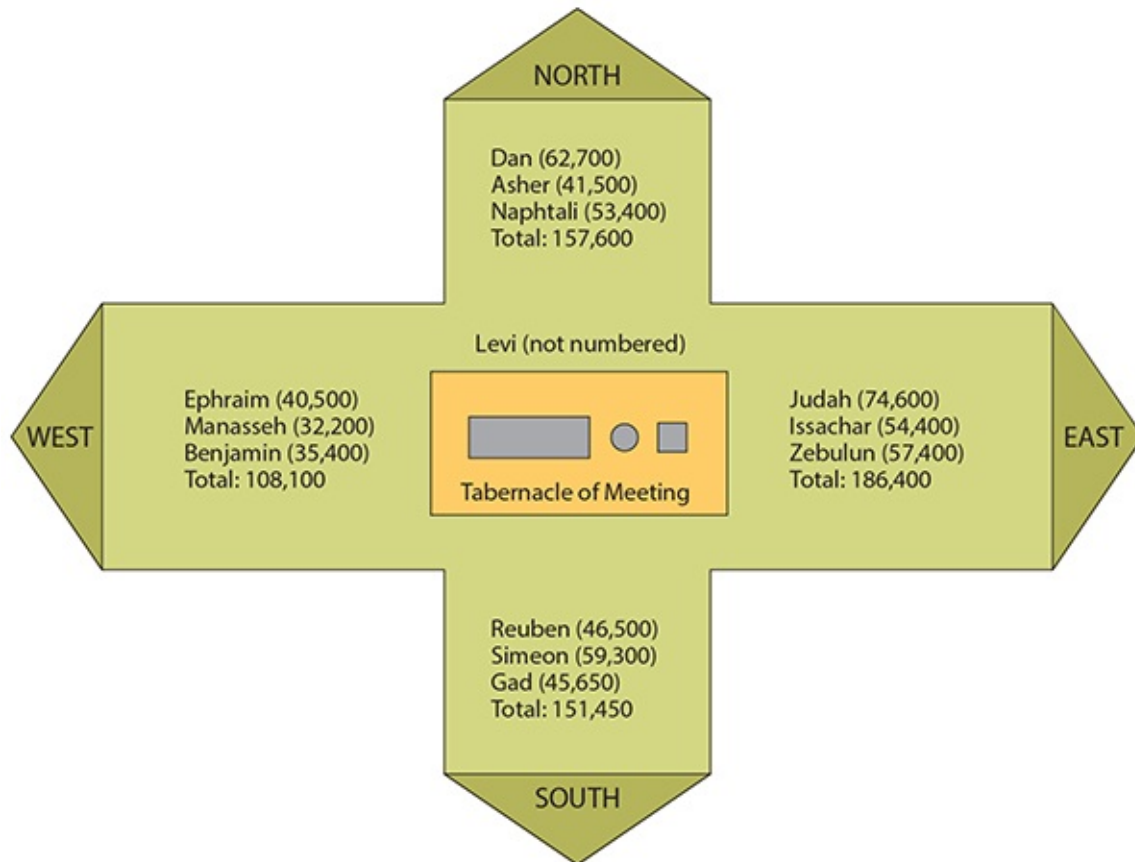 NORTH
Dan (62,700)
Asher (41,500)
Naphtali (53,400)
Total: 157,600
Levi (not numbered)
WEST
Ephraim (40,500)
Manasseh (32,200)
Benjamin (35,400)
Total: 108,100
Tabernacle of Meeting
Judah (74,600)
Issachar (54,400)
Zebulun (57,400)
Total: 186,400
EAST
Reuben (46,500)
Simeon (59,300)
Gad (45,650)
Total: 151,450
SOUTH